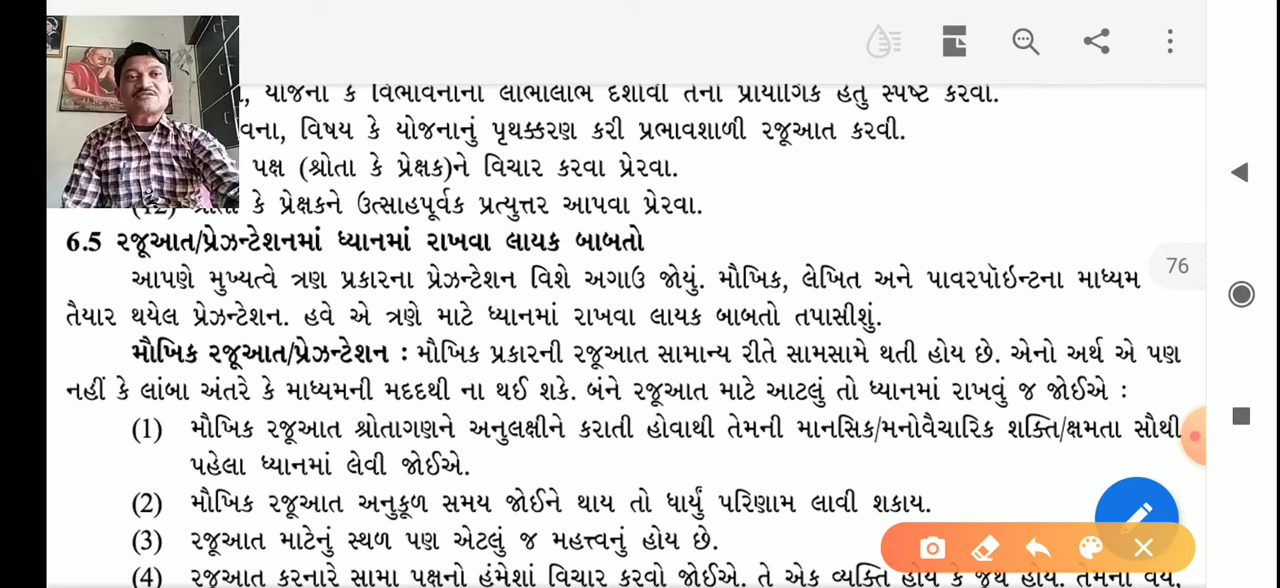 યોજના કે વિભાવનાના લાભાલાભ દર્શાવી તેનો પ્રાયોગિક હેતુ સ્પષ્ટ કરવો.
વના, વિષય કે યોજનાનું પૃથક્કરણ કરી પ્રભાવશાળી રજૂઆત કરવી.
પક્ષ (શ્રોતા કે પ્રેક્ષક)ને વિચાર કરવા પ્રેરવા.
(12) શ્રોતા કે પ્રેક્ષકને ઉત્સાહપૂર્વક પ્રત્યુત્તર આપવા પ્રેરવા.
6.5 રજૂઆત/પ્રેઝન્ટેશનમાં ધ્યાનમાં રાખવા લાયક બાબતો
76
આપણે મુખ્યત્વે ત્રણ પ્રકારના પ્રેઝન્ટેશન વિશે અગાઉ જોયું. મૌખિક, લેખિત અને પાવરપૉઇન્ટના માધ્યમ
તૈયાર થયેલ પ્રેઝન્ટેશન. હવે એ ત્રણે માટે ધ્યાનમાં રાખવા લાયક બાબતો તપાસીશું.
મૌખિક રજૂઆત/પ્રેઝન્ટેશન : મૌખિક પ્રકારની રજૂઆત સામાન્ય રીતે સામસામે થતી હોય છે. એનો અર્થ એ પણ
નહીં કે લાંબા અંતરે કે માધ્યમની મદદથી ના થઈ શકે. બંને રજૂઆત માટે આટલું તો ધ્યાનમાં રાખવું જ જોઈએ :
(1) મૌખિક રજૂઆત શ્રોતાગણને અનુલક્ષીને કરાતી હોવાથી તેમની માનસિક/મનોવૈચારિક શક્તિ/ક્ષમતા સૌથી
પહેલા ધ્યાનમાં લેવી જોઈએ.
(2) મૌખિક રજૂઆત અનુકૂળ સમય જોઈને થાય તો ધાર્યું પરિણામ લાવી શકાય.
(3) રજૂઆત માટેનું સ્થળ પણ એટલું જ મહત્ત્વનું હોય છે.
(4) રજૂઆત કરનારે સામા પક્ષનો હંમેશાં વિચાર કરવો જોઈએ. તે એક વ્યક્તિ હોય કે જૂથ હોય. તેમની વય,